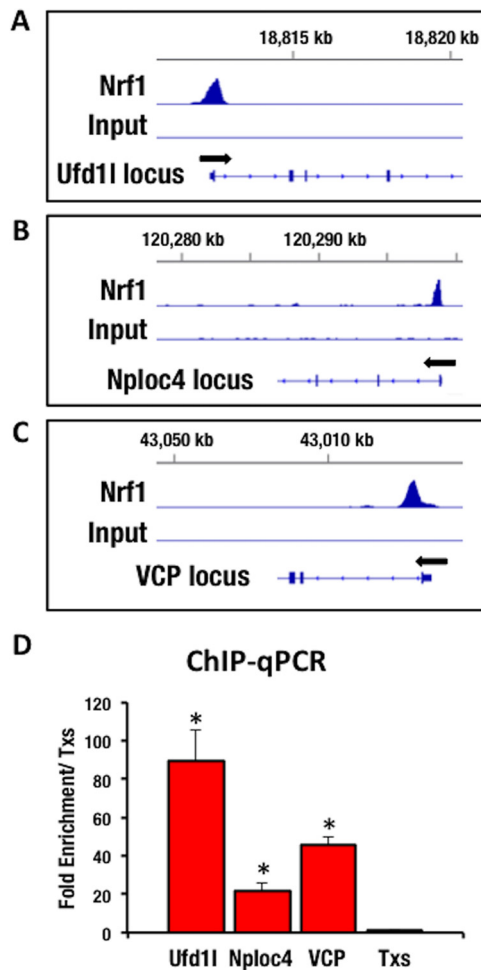 A
18,815 kb 18,820 kb
Nrf1
Input
Ufd1l locus
B
120,280 kb 120,290 kb
Nrf1
Input
Nploc4 locus
C
43,050 kb 43,010 kb
Nrf1
Input
VCP locus
D
ChIP-qPCR
Fold Enrichment/ Txs
120
100
80
60
40
20
0
*
*
*
Ufd1l Nploc4 VCP Txs